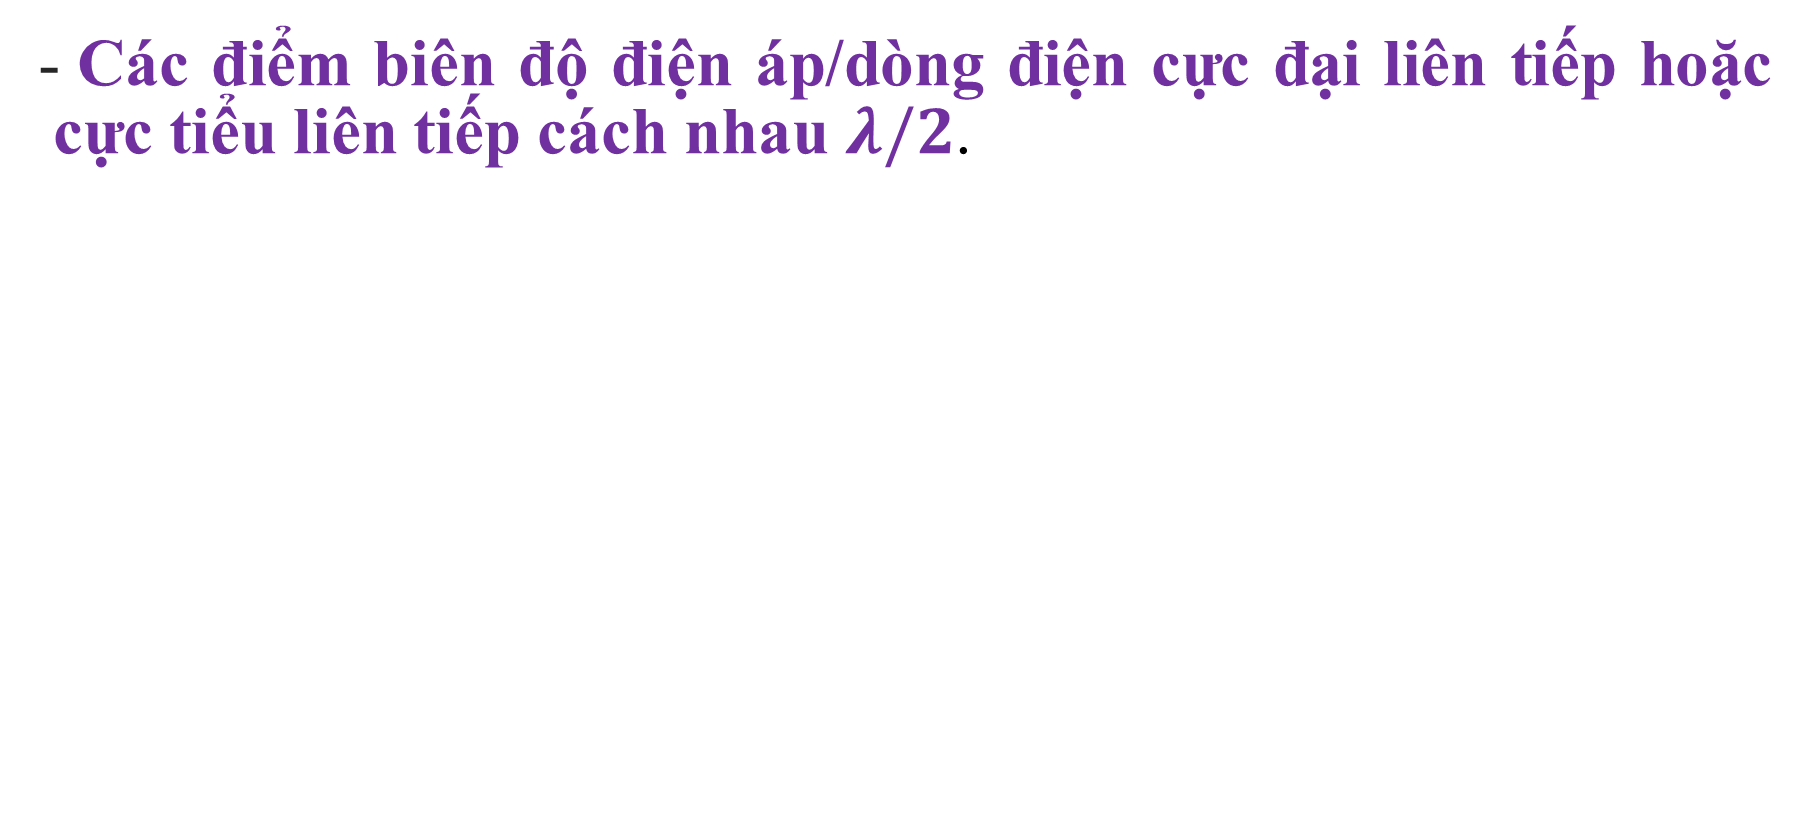 - Các điểm biên độ điện áp/dòng điện cực đại liên tiếp hoặc
cực tiểu liên tiếp cách nhau 𝝀/𝟐.